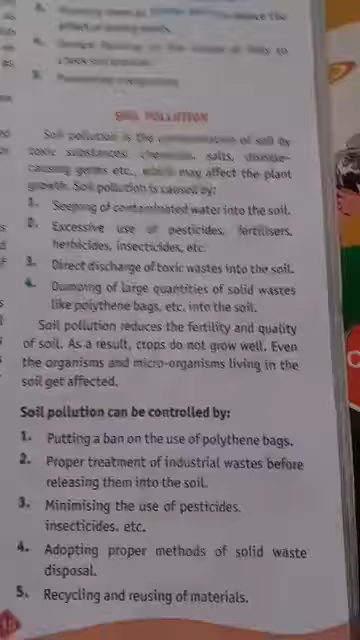 5.
4.
5.
SOIL POLLUTION
Soil pollution is the contamination of soil by
toxic substances, chemicals, salts, disease-
causing germs etc., which may affect the plant
growth. Soil pollution is caused by:
1. Seeping of contaminated water into the soil.
2. Excessive use of pesticides, fertilisers,
herbicides, insecticides, etc.
3. Direct discharge of toxic wastes into the soil.
4. Dumping of large quantities of solid wastes
like polythene bags, etc. into the soil.
Soil pollution reduces the fertility and quality
of soil. As a result, crops do not grow well. Even
the organisms and micro-organisms living in the
soil get affected.
Soil pollution can be controlled by:
1. Putting a ban on the use of polythene bags.
2. Proper treatment of industrial wastes before
releasing them into the soil.
3. Minimising the use of pesticides,
insecticides, etc.
4. Adopting proper methods of solid waste
disposal.
5. Recycling and reusing of materials.